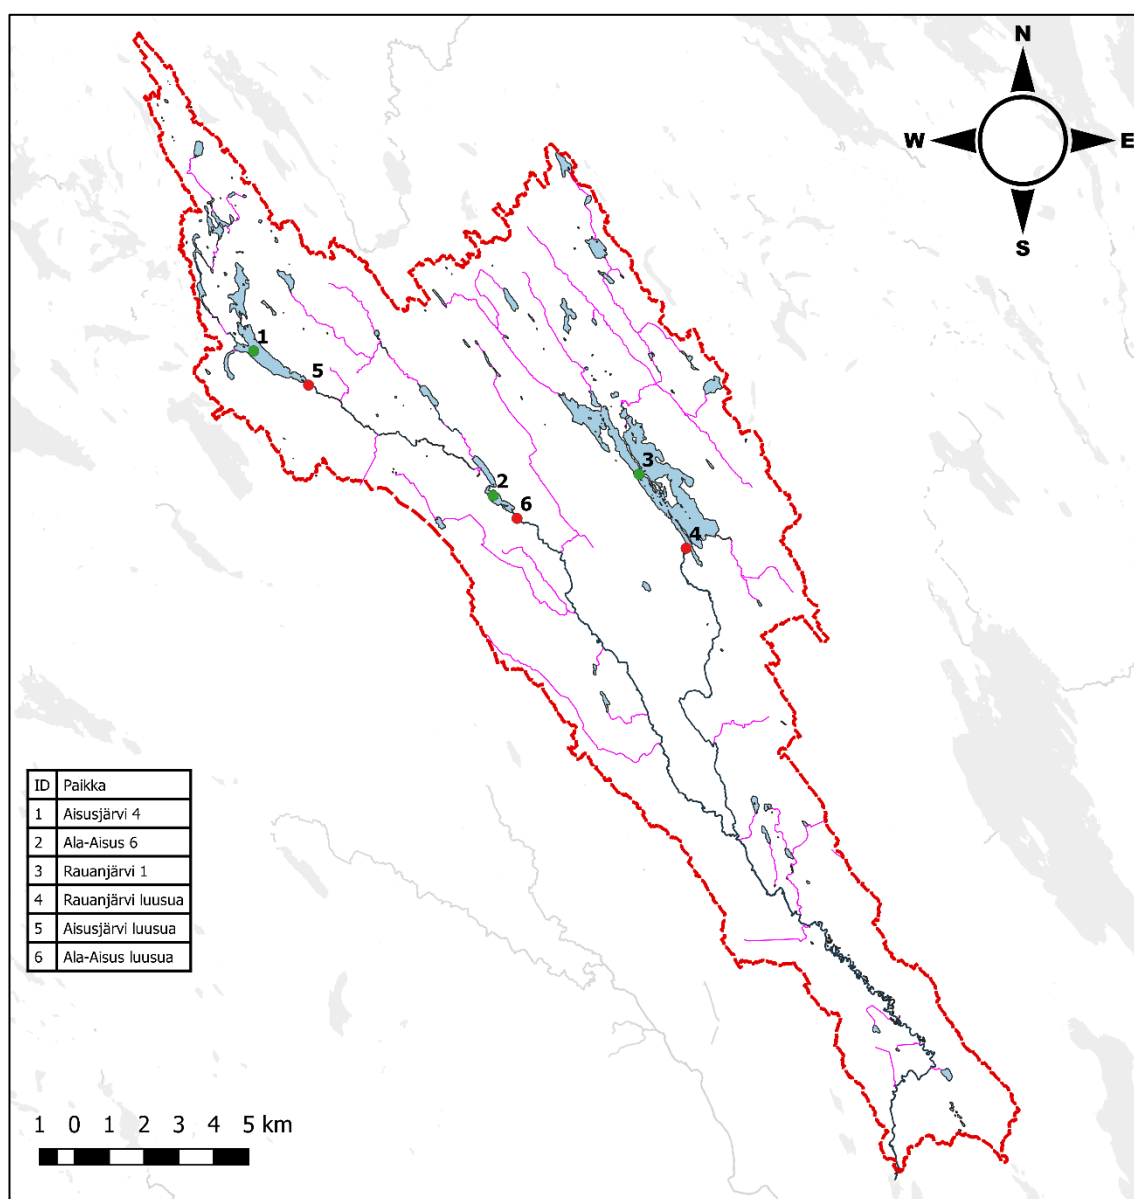 N
W E
S
1
5
3
2
6
4
ID Paikka
1 Aisusjärvi 4
2 Ala-Aisus 6
3 Rauanjärvi 1
4 Rauanjärvi luusua
5 Aisusjärvi luusua
6 Ala-Aisus luusua
1 0 1 2 3 4 5 km